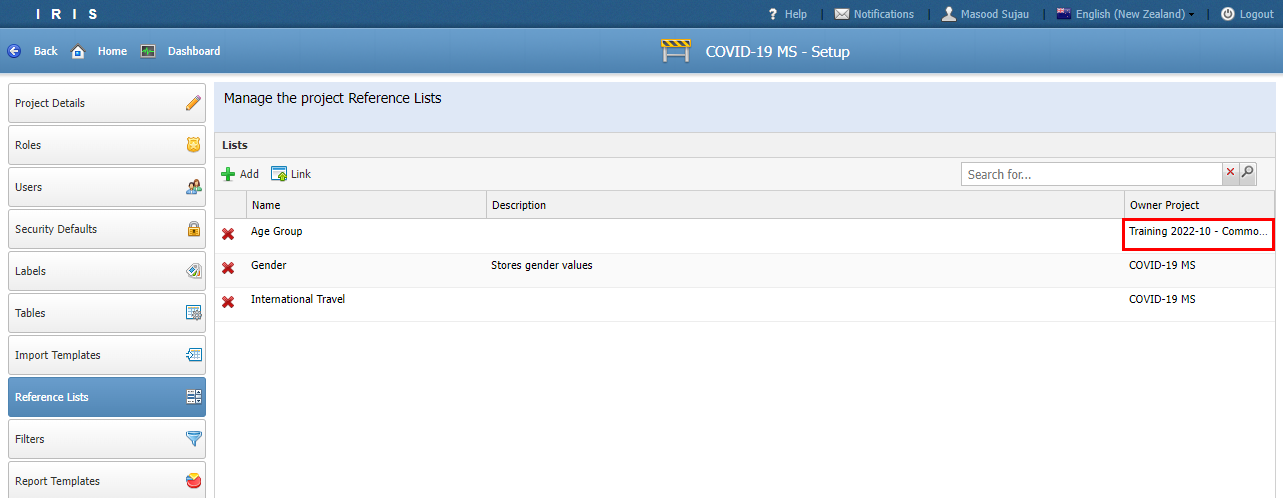 I R I S
Help
Notifications
Masood Sujau
English (New Zealand)
Logout
Back
Home
Dashboard
COVID-19 MS - Setup
Project Details
Roles
Users
Security Defaults
Labels
Tables
Import Templates
Reference Lists
Filters
Report Templates
Manage the project Reference Lists
Lists
Add
Link
Search for...
Name
Description
Owner Project
Age Group
Training 2022-10 - Commo...
Gender
Stores gender values
COVID-19 MS
International Travel
COVID-19 MS